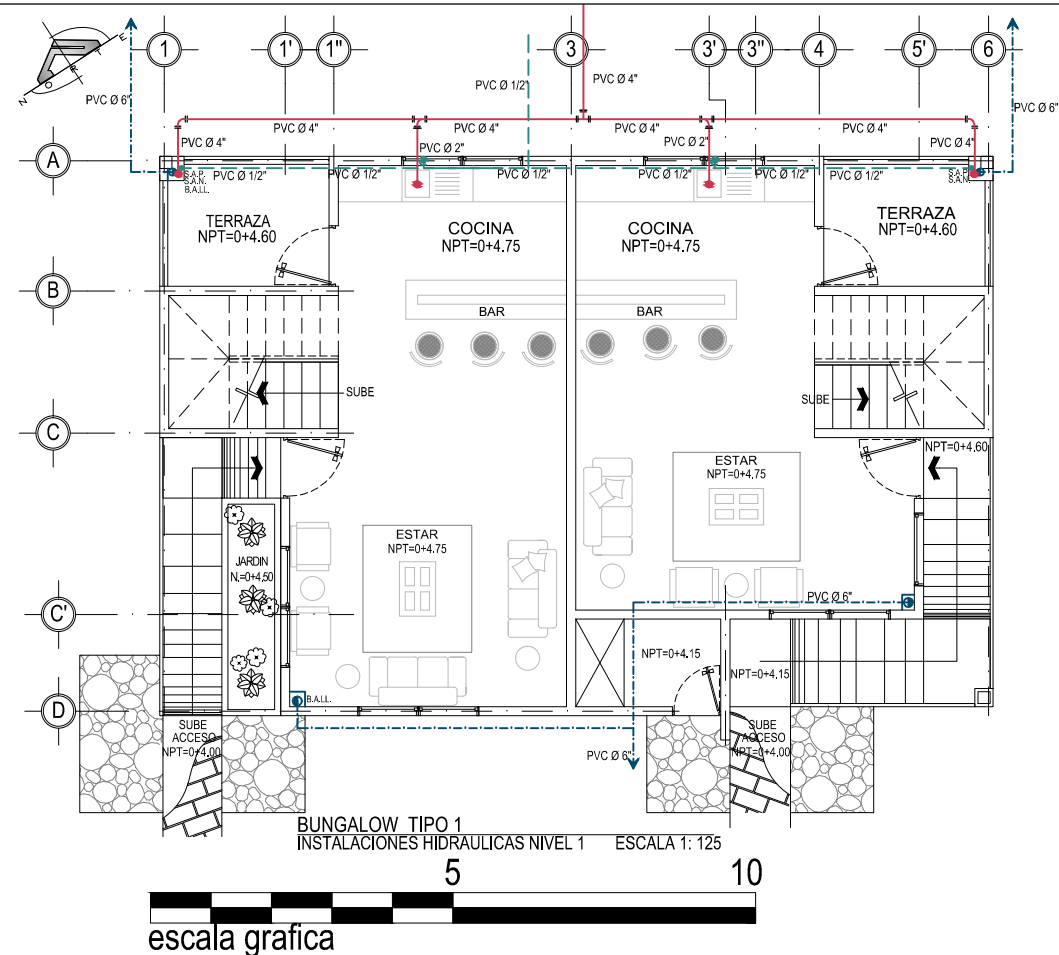 1 1' 1" 3 3' 3" 4 5' 6
N
E
O
PVC Ø 6"
PVC Ø 1/2"
PVC Ø 4"
PVC Ø 6"
PVC Ø 4" PVC Ø 4" PVC Ø 4" PVC Ø 4"
PVC Ø 4" PVC Ø 2" PVC Ø 2" PVC Ø 4"
A
S.A.P.
S.A.N.
B.A.L.L.
PVC Ø 1/2" PVC Ø 1/2" PVC Ø 1/2" PVC Ø 1/2" PVC Ø 1/2" PVC Ø 1/2"
S.A.P.
S.A.N.
TERRAZA
NPT=0+4.60
COCINA
NPT=0+4.75
COCINA
NPT=0+4.75
TERRAZA
NPT=0+4.60
B
BAR BAR
SUBE SUBE
C
NPT=0+4.60
ESTAR
NPT=0+4.75
ESTAR
NPT=0+4.75
JARDIN
N.=0+4.50
PVC Ø 6"
C'
NPT=0+4.15
NPT=0+4.15
B.A.L.L.
D
SUBE
ACCESO
NPT=0+4.00
SUBE
ACCESO
NPT=0+4.00
PVC Ø 6"
BUNGALOW TIPO 1
INSTALACIONES HIDRAULICAS NIVEL 1 ESCALA 1: 125
5 10
escala grafica